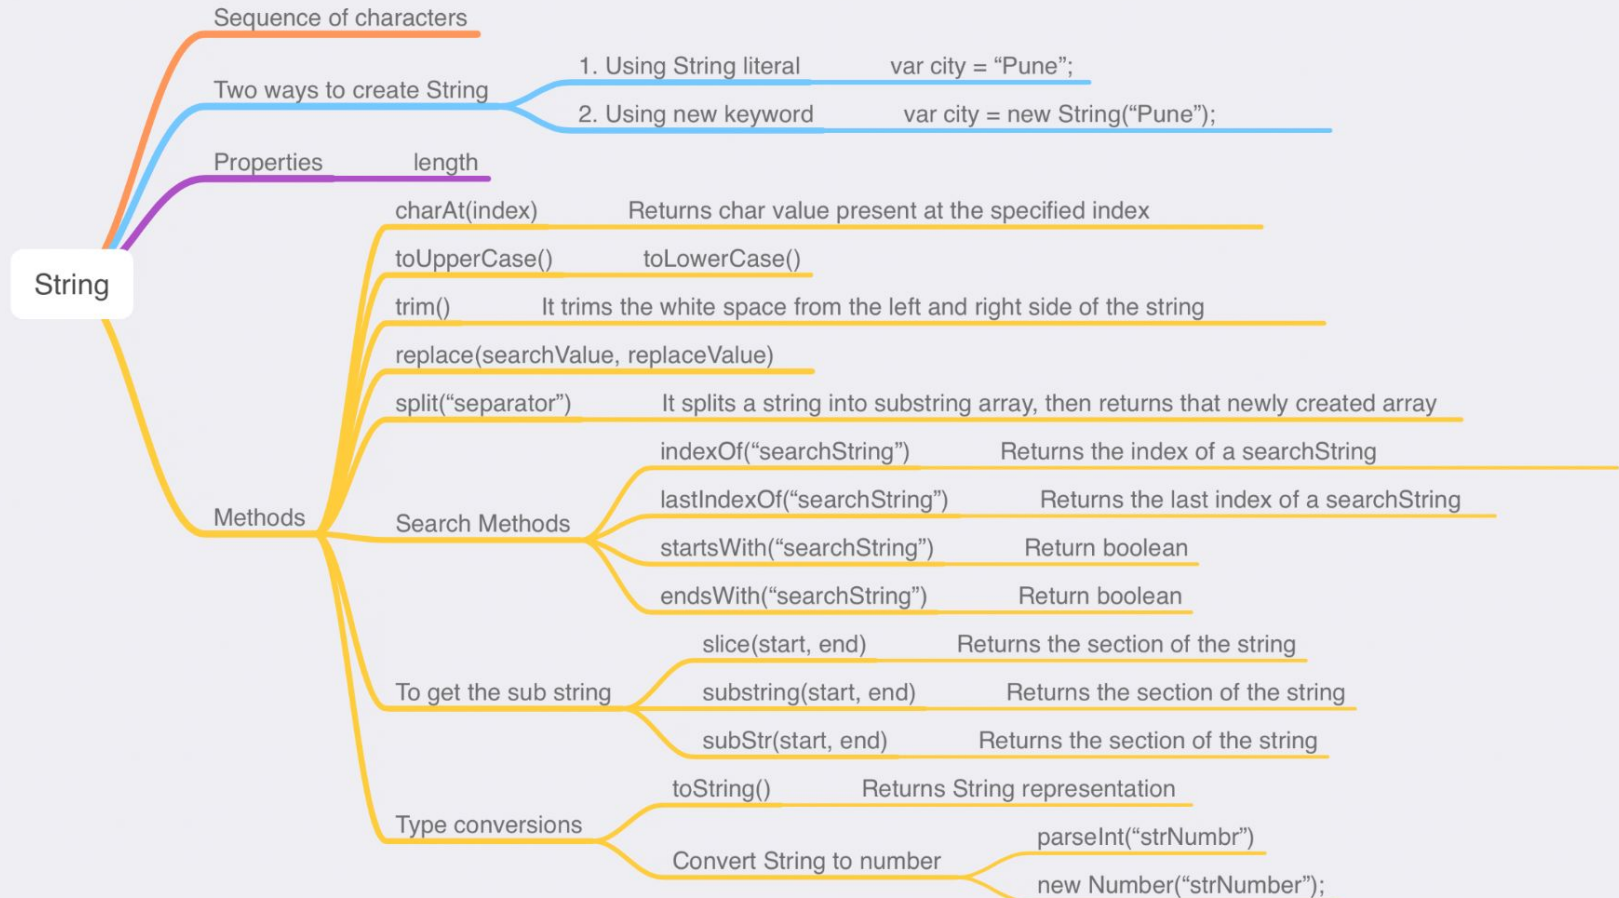 Sequence of characters
Two ways to create String
1. Using String literal
var city = “Pune”;
2. Using new keyword
var city = new String(“Pune”);
Properties
length
String
Methods
charAt(index)
Returns char value present at the specified index
toUpperCase()
toLowerCase()
trim()
It trims the white space from the left and right side of the string
replace(searchValue, replaceValue)
split(“separator”)
It splits a string into substring array, then returns that newly created array
Search Methods
indexOf(“searchString”)
Returns the index of a searchString
lastIndexOf(“searchString”)
Returns the last index of a searchString
startsWith(“searchString”)
Return boolean
endsWith(“searchString”)
Return boolean
To get the sub string
slice(start, end)
Returns the section of the string
substring(start, end)
Returns the section of the string
subStr(start, end)
Returns the section of the string
Type conversions
toString()
Returns String representation
Convert String to number
parseInt(“strNumbr”)
new Number(“strNumber”);